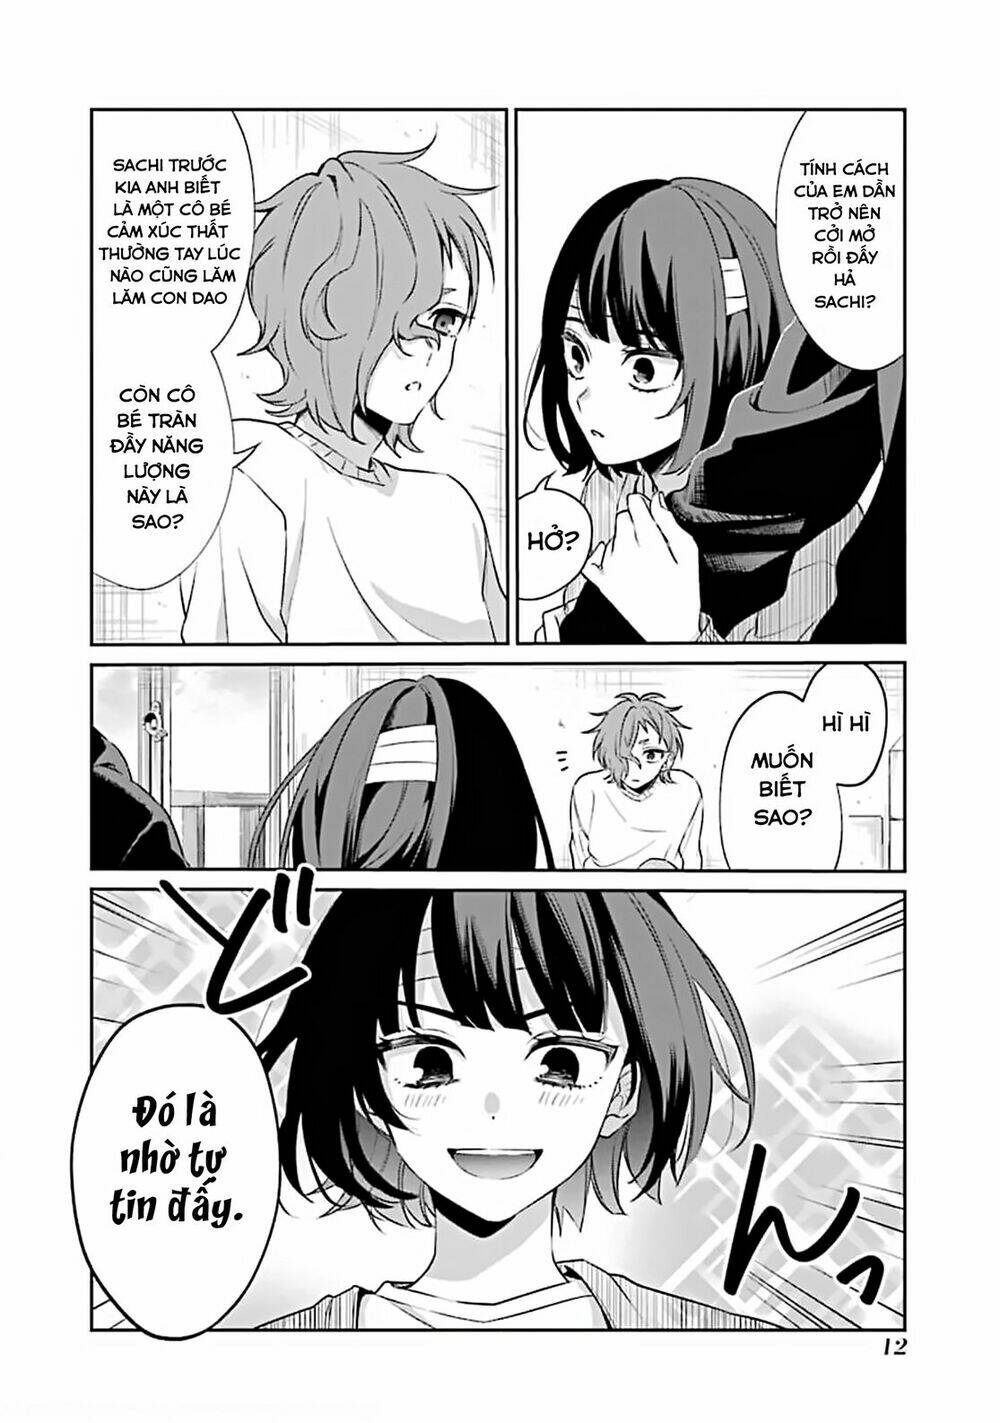 TÍNH CÁCH
CỦA EM DẦN
TRỞ NÊN
CỞI MỞ
RỒI ĐẤY
HẢ
SACHI?
HỞ?
SACHI TRƯỚC
KIA ANH BIẾT
LÀ MỘT CÔ BÉ
CẢM XÚC THẤT
THƯỜNG TAY LÚC
NÀO CŨNG LĂM
LĂM CON DAO
CÒN CÔ
BÉ TRÀN
ĐẦY NĂNG
LƯỢNG
NÀY LÀ
SAO?
HÌ HÌ
MUỐN
BIẾT
SAO?
どやんっ
Đó là
nhờ tự
tin đấy.
12